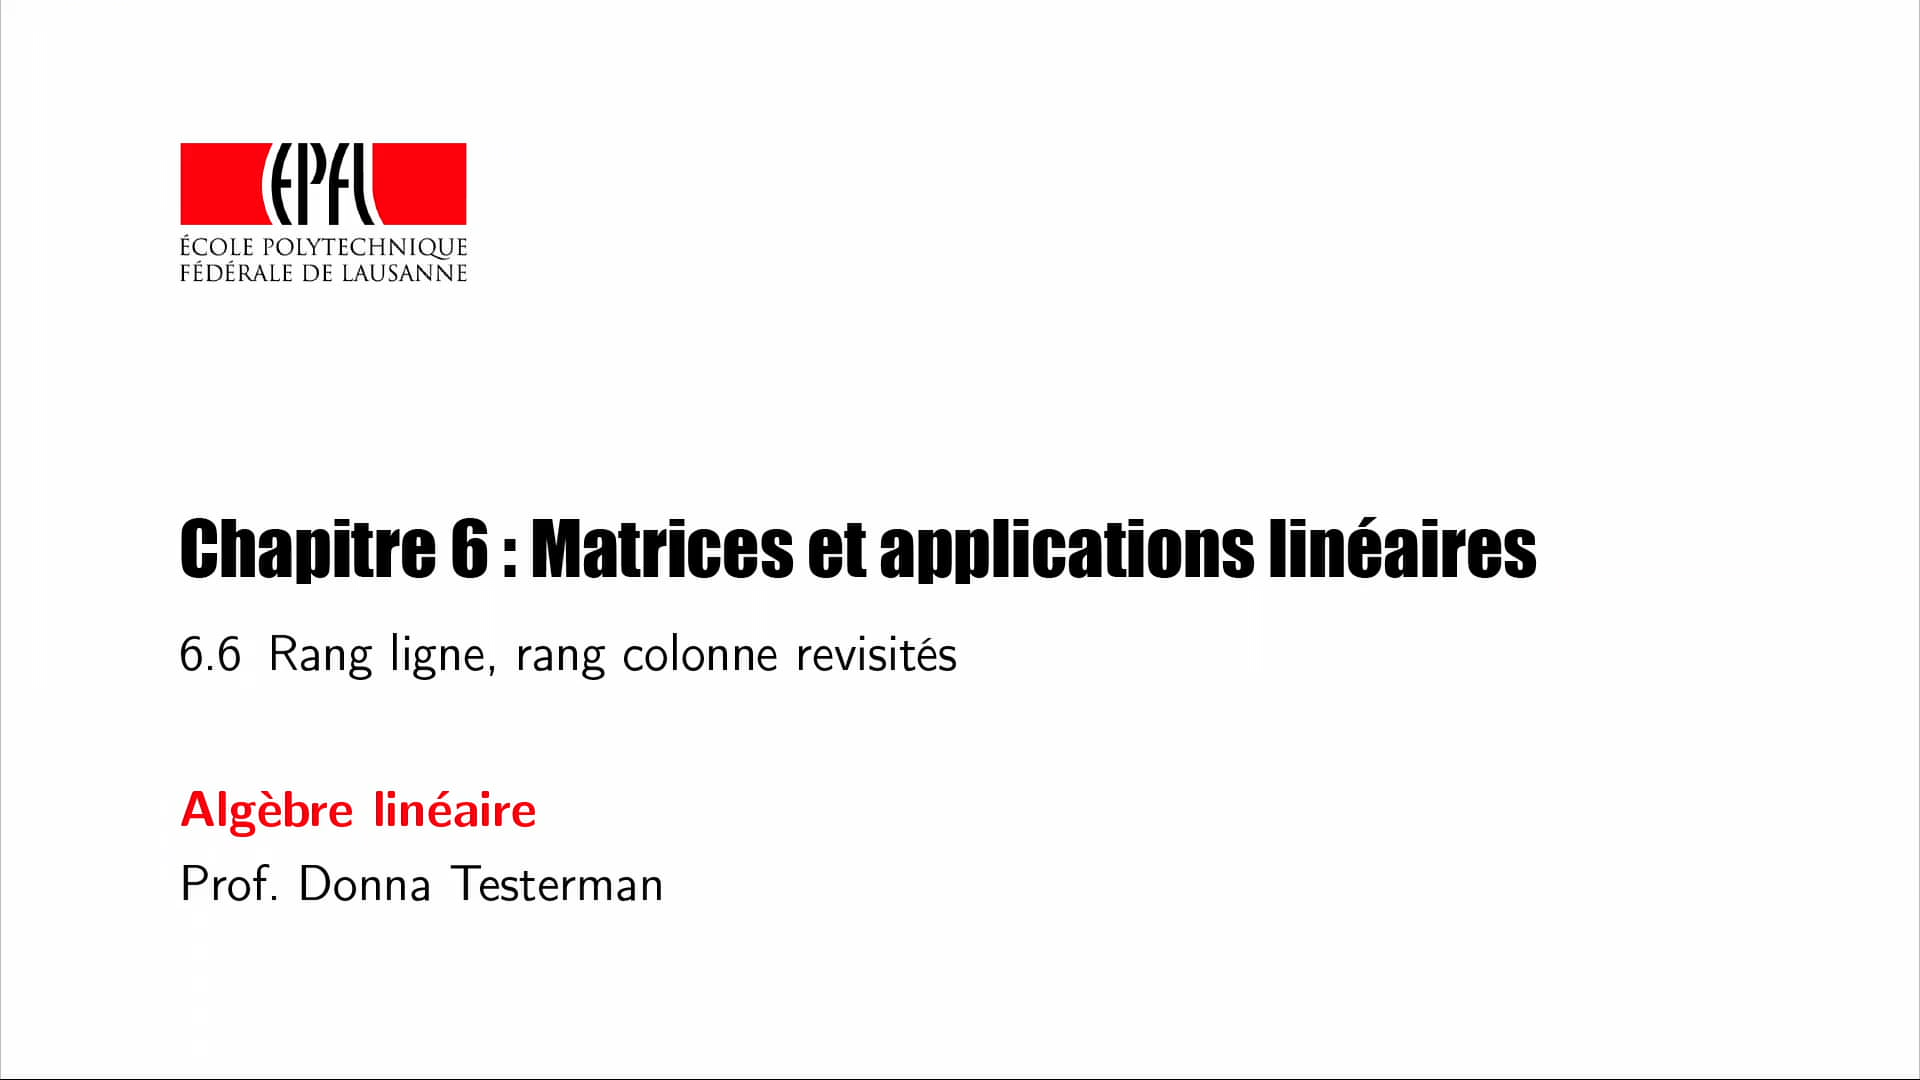 EPFL
ÉCOLE POLYTECHNIQUE
FÉDÉRALE DE LAUSANNE
Chapitre 6 : Matrices et applications linéaires
6.6 Rang ligne, rang colonne revisités
Algèbre linéaire
Prof. Donna Testerman